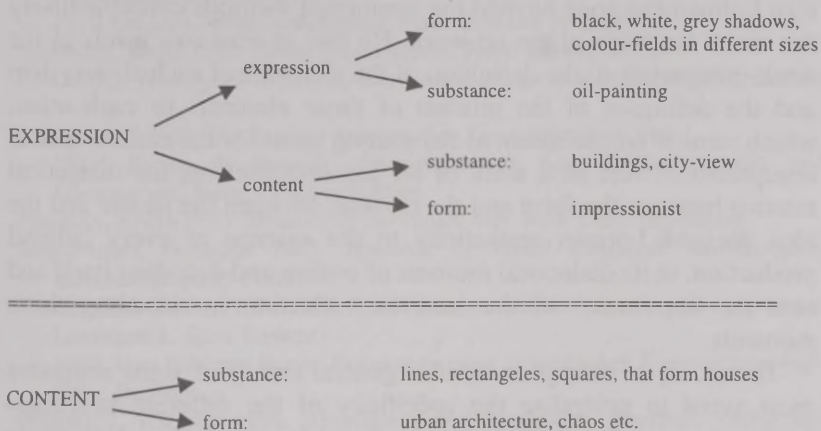 form: black, white, grey shadows,
colour-fields in different sizes
expression
substance: oil-painting
EXPRESSION
substance: buildings, city-view
content
form: impressionist
substance: lines, rectangeles, squares, that form houses
CONTENT
form: urban architecture, chaos etc.